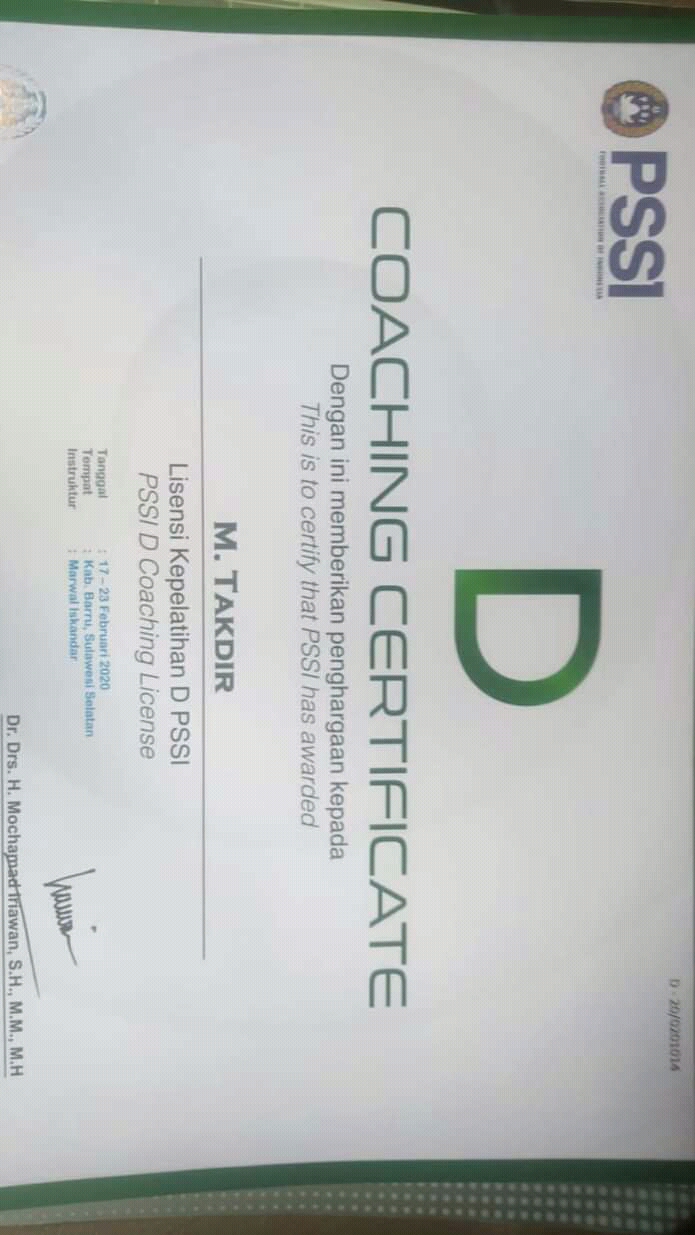 PSSI
FOOTBALL ASSOCIATION OF INDONESIA
D - 20/0201014
D
COACHING CERTIFICATE
Dengan ini memberikan penghargaan kepada
This is to certify that PSSI has awarded
M. TAKDIR
Lisensi Kepelatihan D PSSI
PSSI D Coaching License
Tanggal : 17 – 23 Februari 2020
Tempat : Kab. Barru, Sulawesi Selatan
Instruktur : Marwal Iskandar
Dr. Drs. H. Mochamad Iriawan, S.H., M.M., M.H